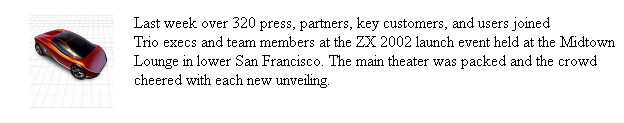 Last week over 320 press, partners, key customers, and users joined
Trio execs and team members at the ZX 2002 launch event held at the Midtown
Lounge in lower San Francisco. The main theater was packed and the crowd
cheered with each new unveiling.